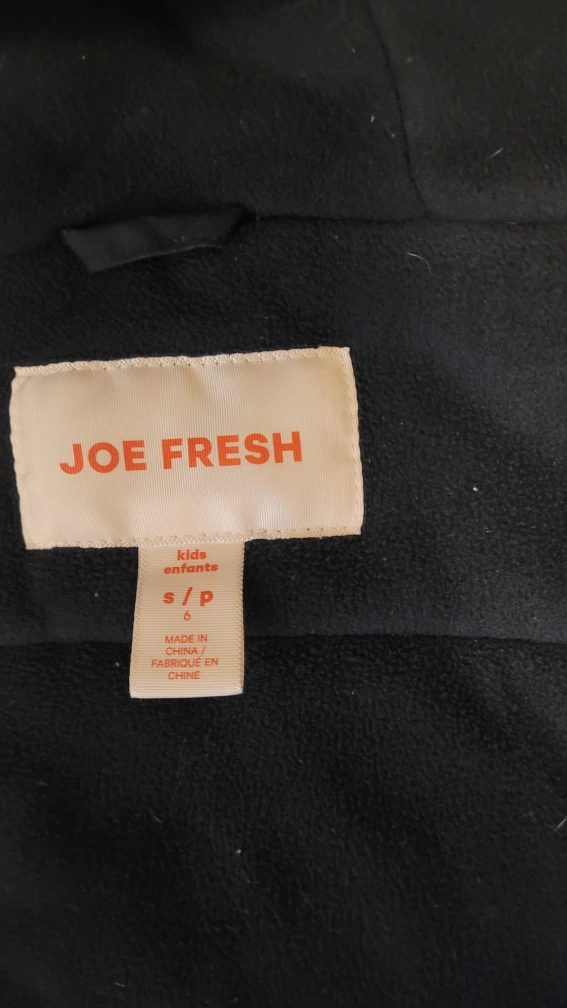 JOE FRESH
kids
enfants
s / p
6
MADE IN
CHINA /
FABRIQUÉ EN
CHINE